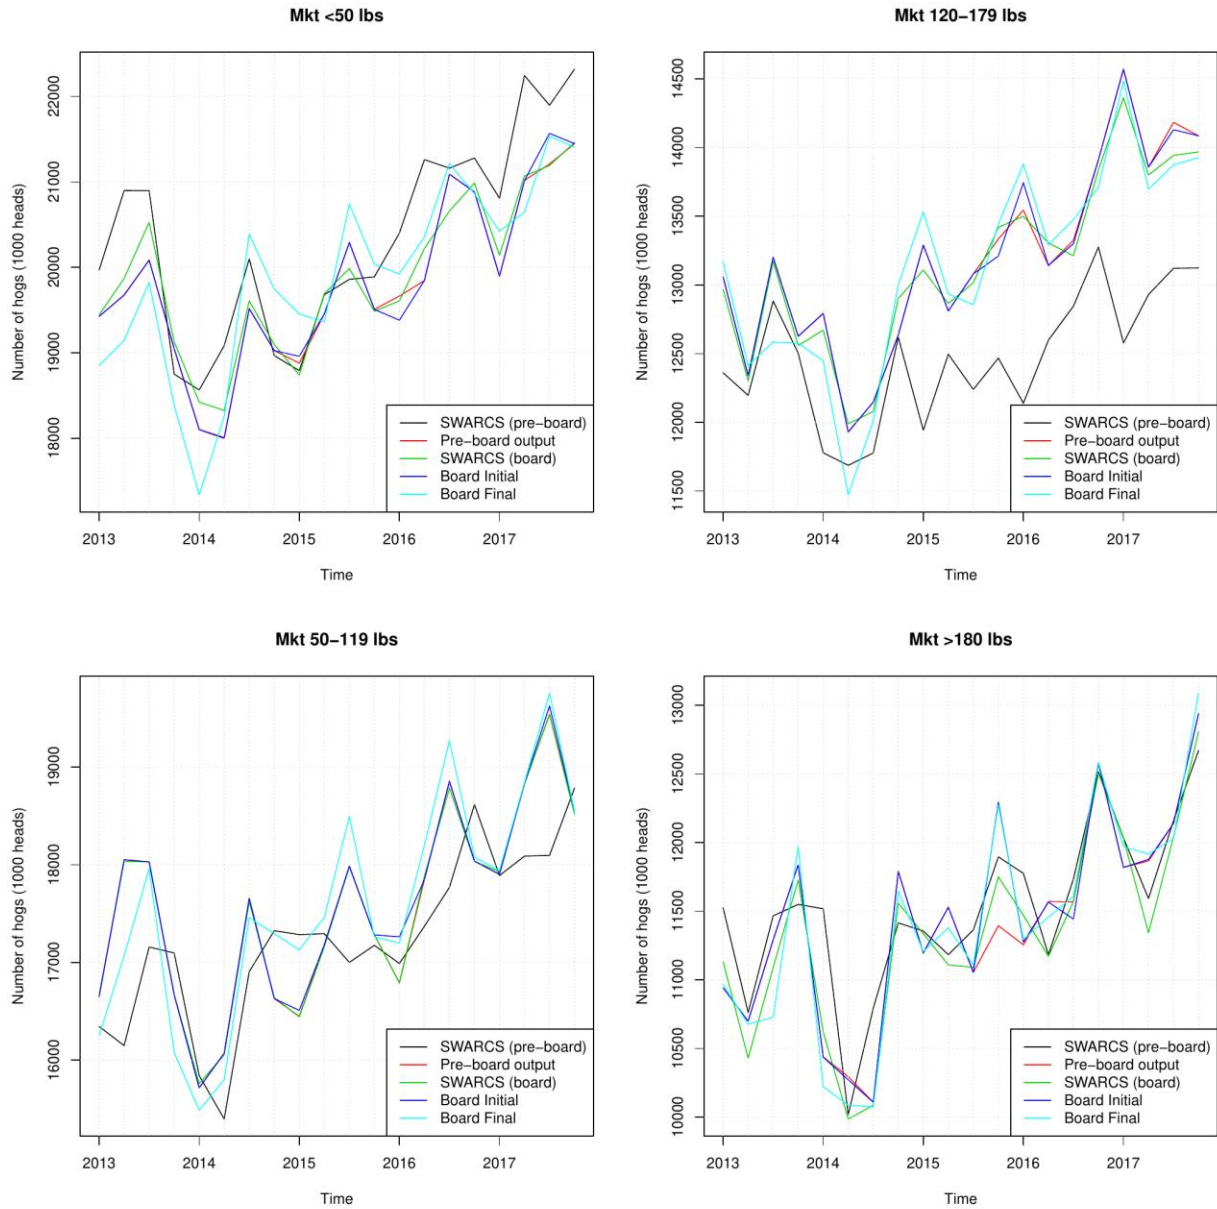 Mkt <50 lbs
Number of hogs (1000 heads)
22000
21000
20000
19000
18000
SWARCS (pre−board)
Pre−board output
SWARCS (board)
Board Initial
Board Final
2013 2014 2015 2016 2017
Time
Mkt 120−179 lbs
Number of hogs (1000 heads)
14500
14000
13500
13000
12500
12000
11500
SWARCS (pre−board)
Pre−board output
SWARCS (board)
Board Initial
Board Final
2013 2014 2015 2016 2017
Time
Mkt 50−119 lbs
Number of hogs (1000 heads)
19000
18000
17000
16000
SWARCS (pre−board)
Pre−board output
SWARCS (board)
Board Initial
Board Final
2013 2014 2015 2016 2017
Time
Mkt >180 lbs
Number of hogs (1000 heads)
13000
12500
12000
11500
11000
10500
10000
SWARCS (pre−board)
Pre−board output
SWARCS (board)
Board Initial
Board Final
2013 2014 2015 2016 2017
Time